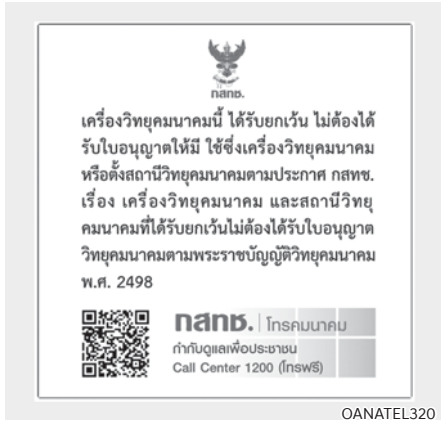 กสทช.
เครื่องวิทยุคมนาคมนี้ ได้รับยกเว้น ไม่ต้องได้
รับใบอนุญาตให้มี ใช้ซึ่งเครื่องวิทยุคมนาคม
หรือตั้งสถานีวิทยุคมนาคมตามประกาศ กสทช.
เรื่อง เครื่องวิทยุคมนาคม และสถานีวิทยุ
คมนาคมที่ได้รับยกเว้นไม่ต้องได้รับใบอนุญาต
วิทยุคมนาคมตามพระราชบัญญัติวิทยุคมนาคม
พ.ศ. 2498
กสทช. | โทรคมนาคม
กำกับดูแลเพื่อประชาชน
Call Center 1200 (โทรฟรี)
OANATEL320